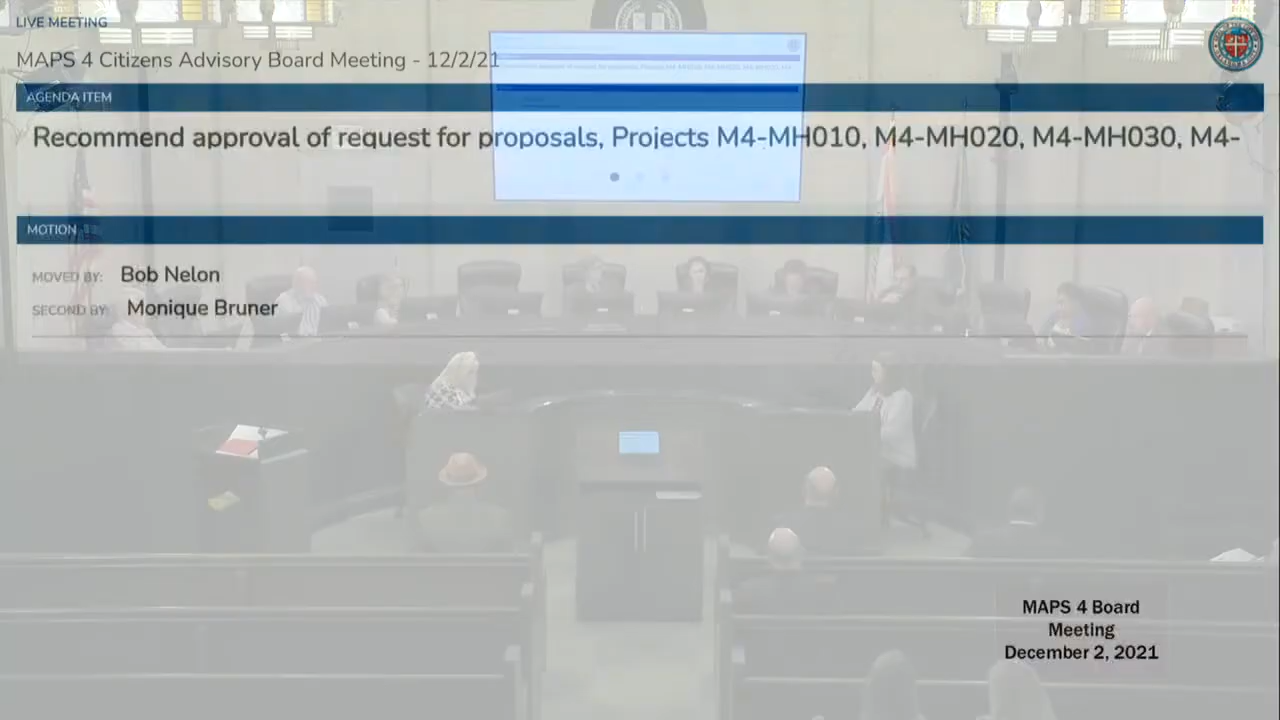 LIVE MEETING
MAPS 4 Citizens Advisory Board Meeting - 12/2/21
AGENDA ITEM
Recommend approval of request for proposals, Projects M4-MH010, M4-MH020, M4-MH030, M4-
MOTION
MOVED BY: Bob Nelon
SECOND BY: Monique Bruner
MAPS 4 Board
Meeting
December 2, 2021